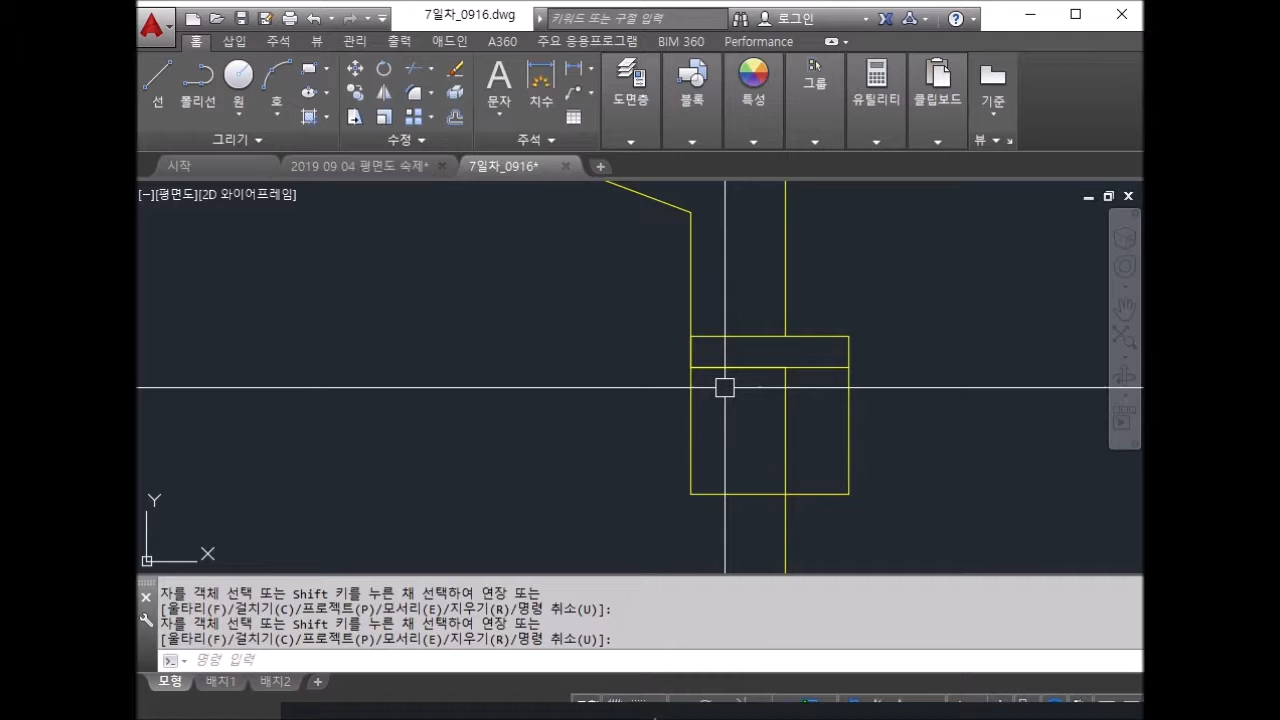 7일차_0916.dwg
키워드 또는 구절 입력
로그인
홈 삽입 주석 뷰 관리 출력 애드인 A360 주요 응용프로그램 BIM 360 Performance
선 폴리선 원 호 문자 치수 도면층 블록 특성 그룹 유틸리티 클립보드 기준
그리기 수정 주석 뷰
시작 2019 09 04 평면도 숙제* 7일차_0916*
[−][평면도][2D 와이어프레임]
Y
X
자를 객체 선택 또는 Shift 키를 누른 채 선택하여 연장 또는
[울타리(F)/걸치기(C)/프로젝트(P)/모서리(E)/지우기(R)/명령 취소(U)]:
자를 객체 선택 또는 Shift 키를 누른 채 선택하여 연장 또는
[울타리(F)/걸치기(C)/프로젝트(P)/모서리(E)/지우기(R)/명령 취소(U)]:
명령 입력
모형 배치1 배치2